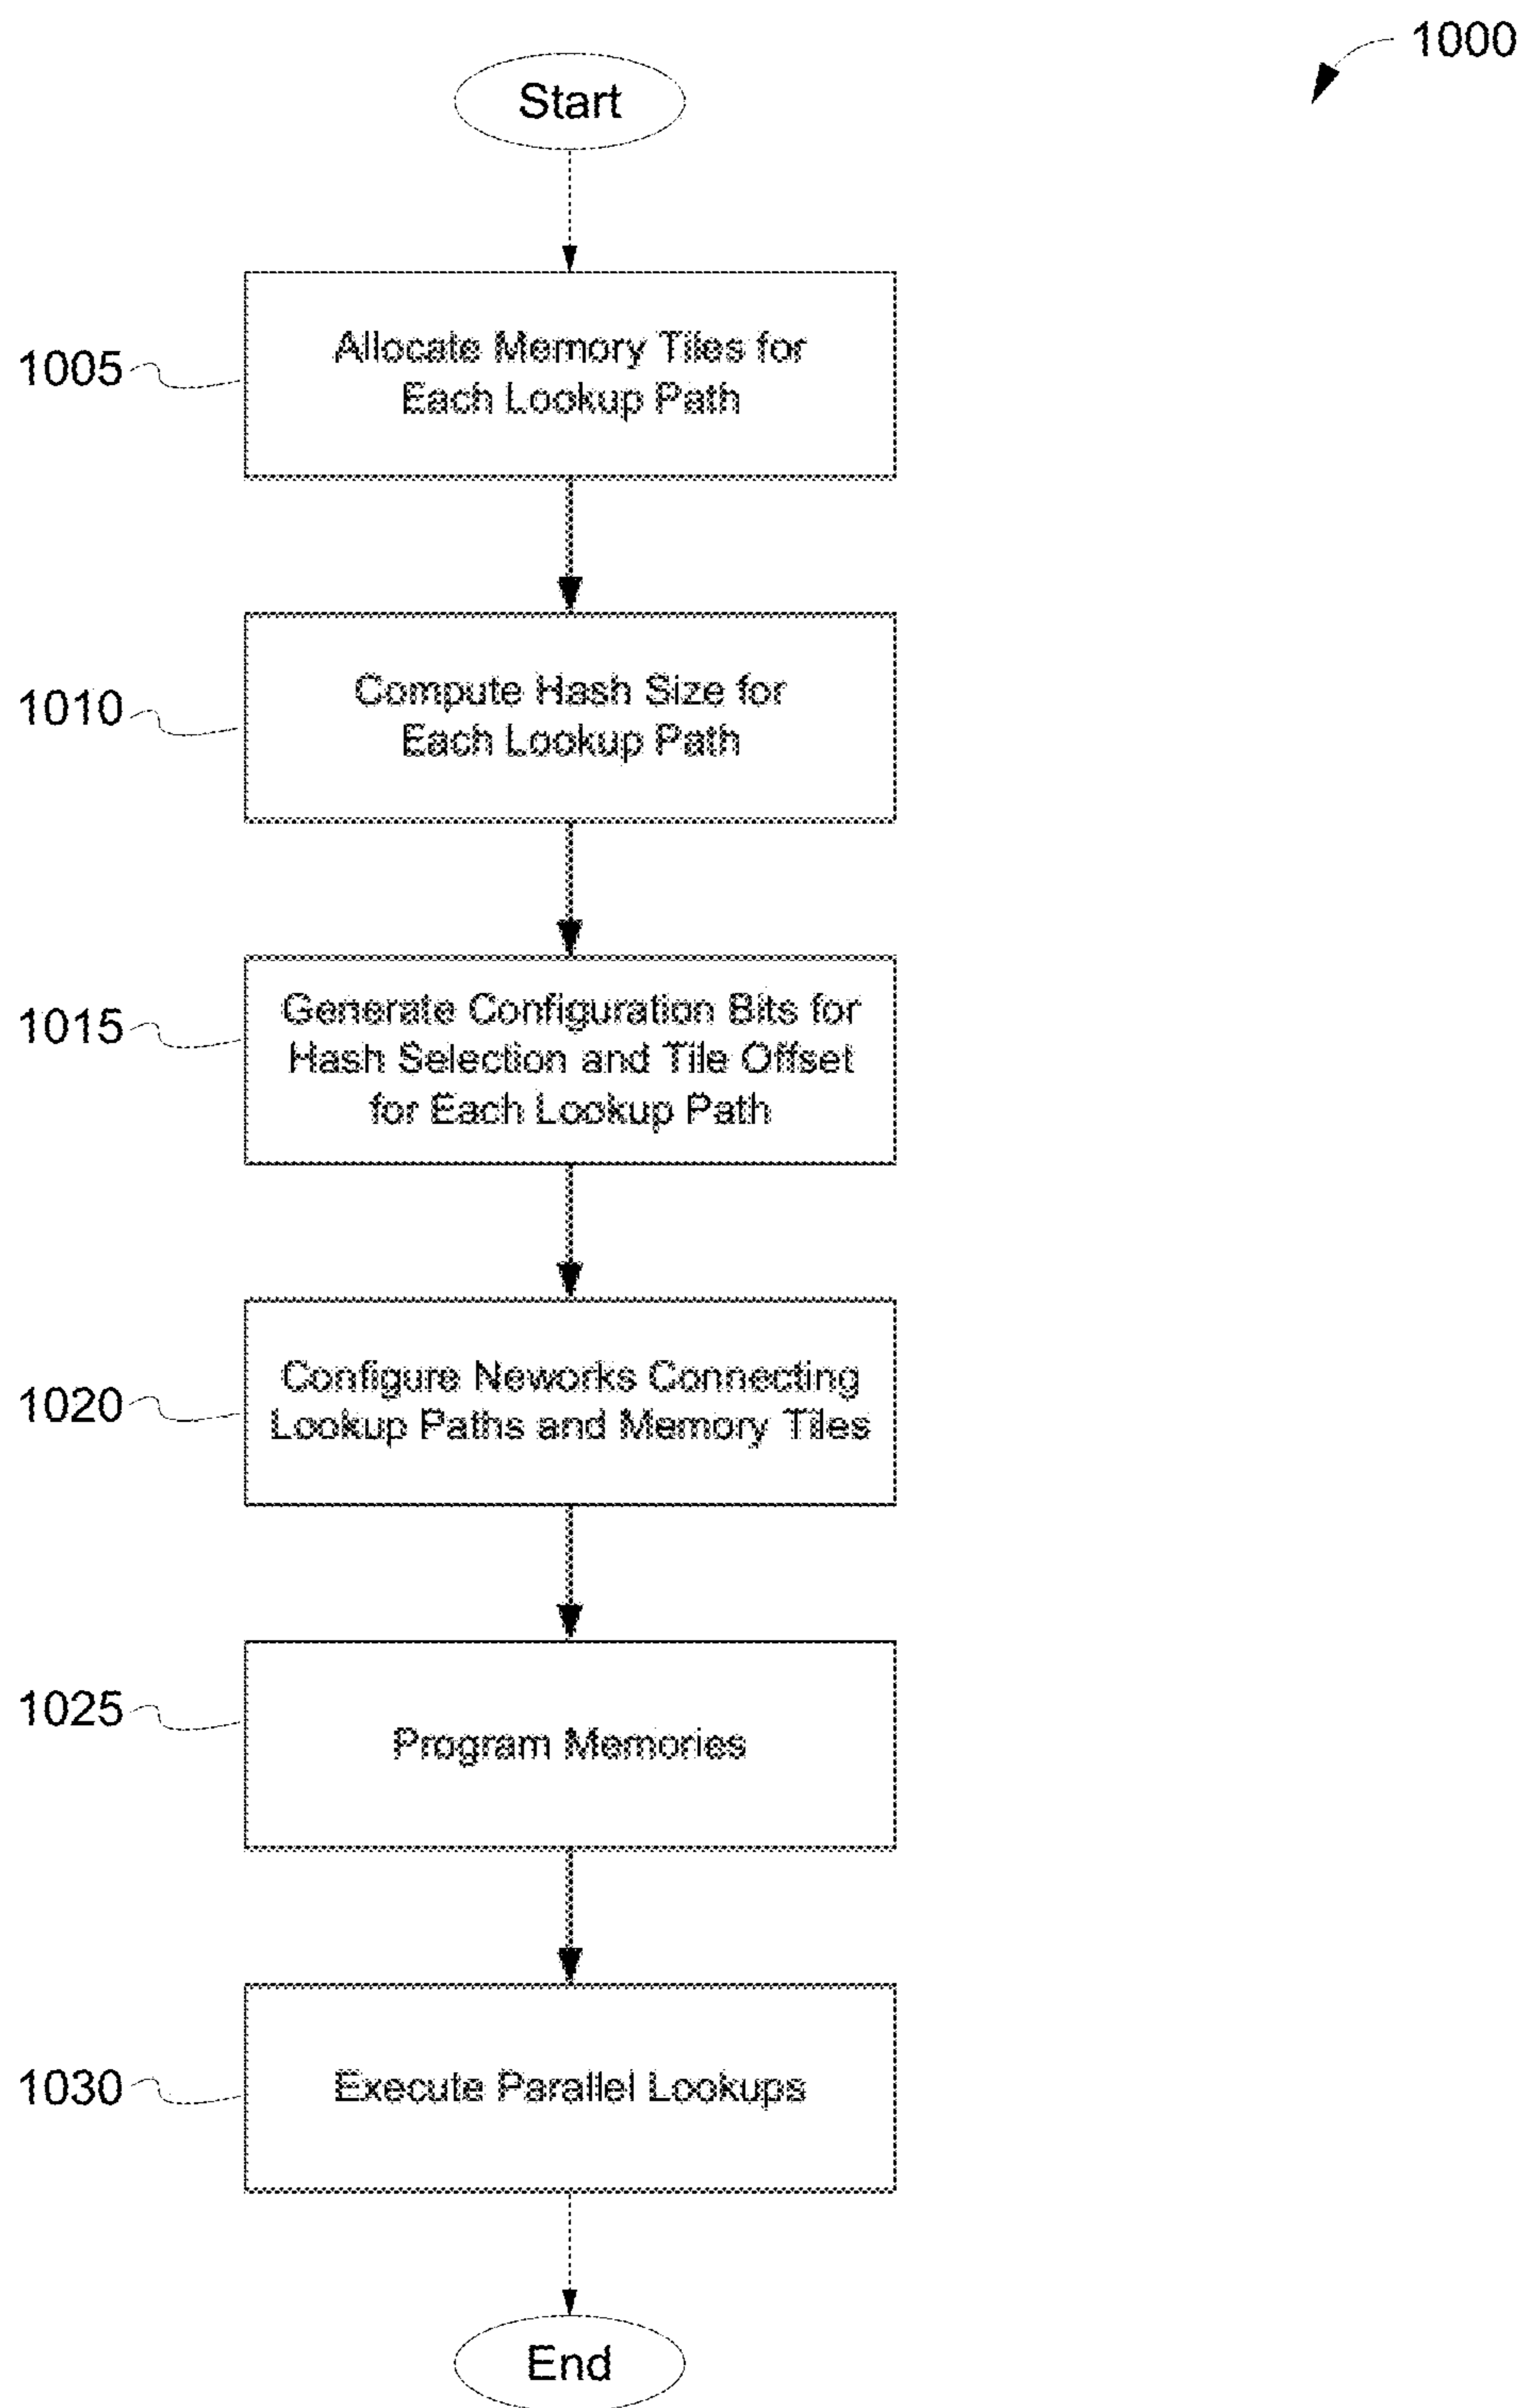 1000
Start
1005
Allocate Memory Tiles for
Each Lookup Path
1010
Compute Hash Size for
Each Lookup Path
1015
Generate Configuration Bits for
Hash Selection and Tile Offset
for Each Lookup Path
1020
Configure Neworks Connecting
Lookup Paths and Memory Tiles
1025
Program Memories
1030
Execute Parallel Lookups
End